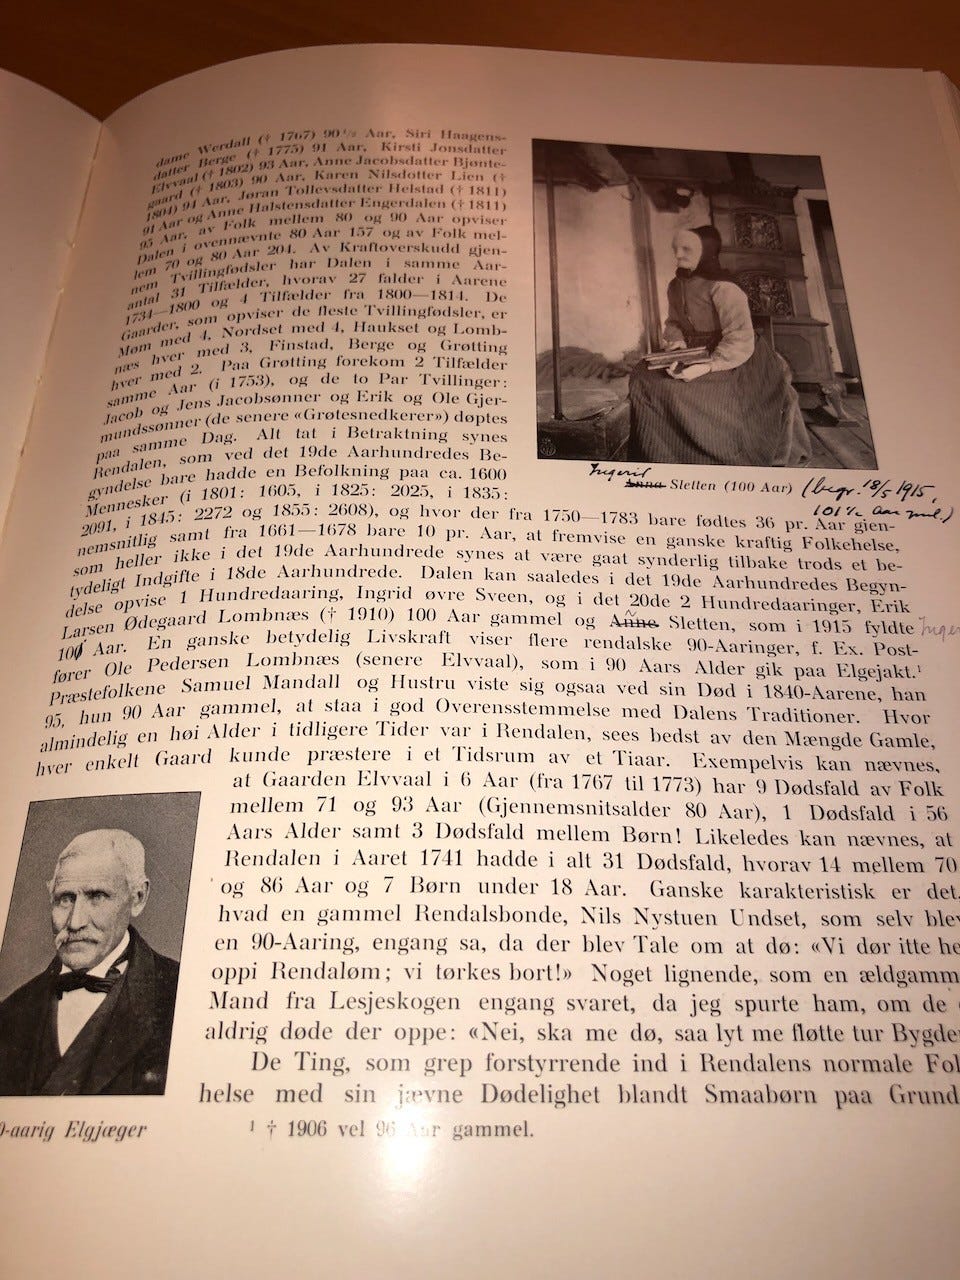 dame Werdall († 1767) 90½ Aar, Siri Haagens-
datter Berge († 1775) 91 Aar, Kirsti Jonsdatter
Elvvaal († 1802) 93 Aar, Anne Jacobsdatter Bjønte-
gaard († 1803) 90 Aar, Karen Nilsdotter Lien (†
1804) 94 Aar, Jøran Tollevsdatter Helstad († 1811)
91 Aar og Anne Halstensdatter Engerdalen († 1811)
95 Aar, av Folk mellem 80 og 90 Aar opviser
Dalen i ovennævnte 80 Aar 157 og av Folk mel-
lem 70 og 80 Aar 204. Av Kraftoverskudd gjen-
nem Tvillingfødsler har Dalen i samme Aar-
antal 31 Tilfælder, hvorav 27 falder i Aarene
1734—1800 og 4 Tilfælder fra 1800—1814. De
Gaarder, som opviser de fleste Tvillingfødsler, er
Møm med 4, Nordset med 4, Haukset og Lomb-
næs hver med 3, Finstad, Berge og Grøtting
hver med 2. Paa Grøtting forekom 2 Tilfælder
samme Aar (i 1753), og de to Par Tvillinger:
Jacob og Jens Jacobsønner og Erik og Ole Gjer-
mundssønner (de senere «Grøtesnedkerer») døptes
paa samme Dag. Alt tat i Betraktning synes
Rendalen, som ved det 19de Aarhundredes Be-
gyndelse bare hadde en Befolkning paa ca. 1600
Mennesker (i 1801: 1605, i 1825: 2025, i 1835:
2091, i 1845: 2272 og 1855: 2608), og hvor der fra 1750—1783 bare fødtes 36 pr. Aar gjen-
nemsnitlig samt fra 1661—1678 bare 10 pr. Aar, at fremvise en ganske kraftig Folkehelse,
som heller ikke i det 19de Aarhundrede synes at være gaat synderlig tilbake trods et be-
tydeligt Indgifte i 18de Aarhundrede. Dalen kan saaledes i det 19de Aarhundredes Begyn-
delse opvise 1 Hundredaaring, Ingrid øvre Sveen, og i det 20de 2 Hundredaaringer, Erik
Larsen Ødegaard Lombnæs († 1910) 100 Aar gammel og Anne Sletten, som i 1915 fyldte
100 Aar. En ganske betydelig Livskraft viser flere rendalske 90-Aaringer, f. Ex. Post-
fører Ole Pedersen Lombnæs (senere Elvvaal), som i 90 Aars Alder gik paa Elgejakt.¹
Præstefolkene Samuel Mandall og Hustru viste sig ogsaa ved sin Død i 1840-Aarene, han
95, hun 90 Aar gammel, at staa i god Overensstemmelse med Dalens Traditioner. Hvor
almindelig en høi Alder i tidligere Tider var i Rendalen, sees bedst av den Mængde Gamle,
hver enkelt Gaard kunde præstere i et Tidsrum av et Tiaar. Exempelvis kan nævnes,
at Gaarden Elvvaal i 6 Aar (fra 1767 til 1773) har 9 Dødsfald av Folk
mellem 71 og 93 Aar (Gjennemsnitsalder 80 Aar), 1 Dødsfald i 56
Aars Alder samt 3 Dødsfald mellem Børn! Likeledes kan nævnes, at
Rendalen i Aaret 1741 hadde i alt 31 Dødsfald, hvorav 14 mellem 70
og 86 Aar og 7 Børn under 18 Aar. Ganske karakteristisk er det,
hvad en gammel Rendalsbonde, Nils Nystuen Undset, som selv blev
en 90-Aaring, engang sa, da der blev Tale om at dø: «Vi dør itte he
oppi Rendaløm; vi tørkes bort!» Noget lignende, som en ældgamm
Mand fra Lesjeskogen engang svaret, da jeg spurte ham, om de
aldrig døde der oppe: «Nei, ska me dø, saa lyt me fløtte tur Bygde
De Ting, som grep forstyrrende ind i Rendalens normale Fol
helse med sin jævne Dødelighet blandt Smaabørn paa Grund
¹ † 1906 vel 96 Aar gammel.
Ingerid
Anna Sletten (100 Aar) (begr. 18/5 1915,
101½ Aar gml.)
Inger
0-aarig Elgjæger